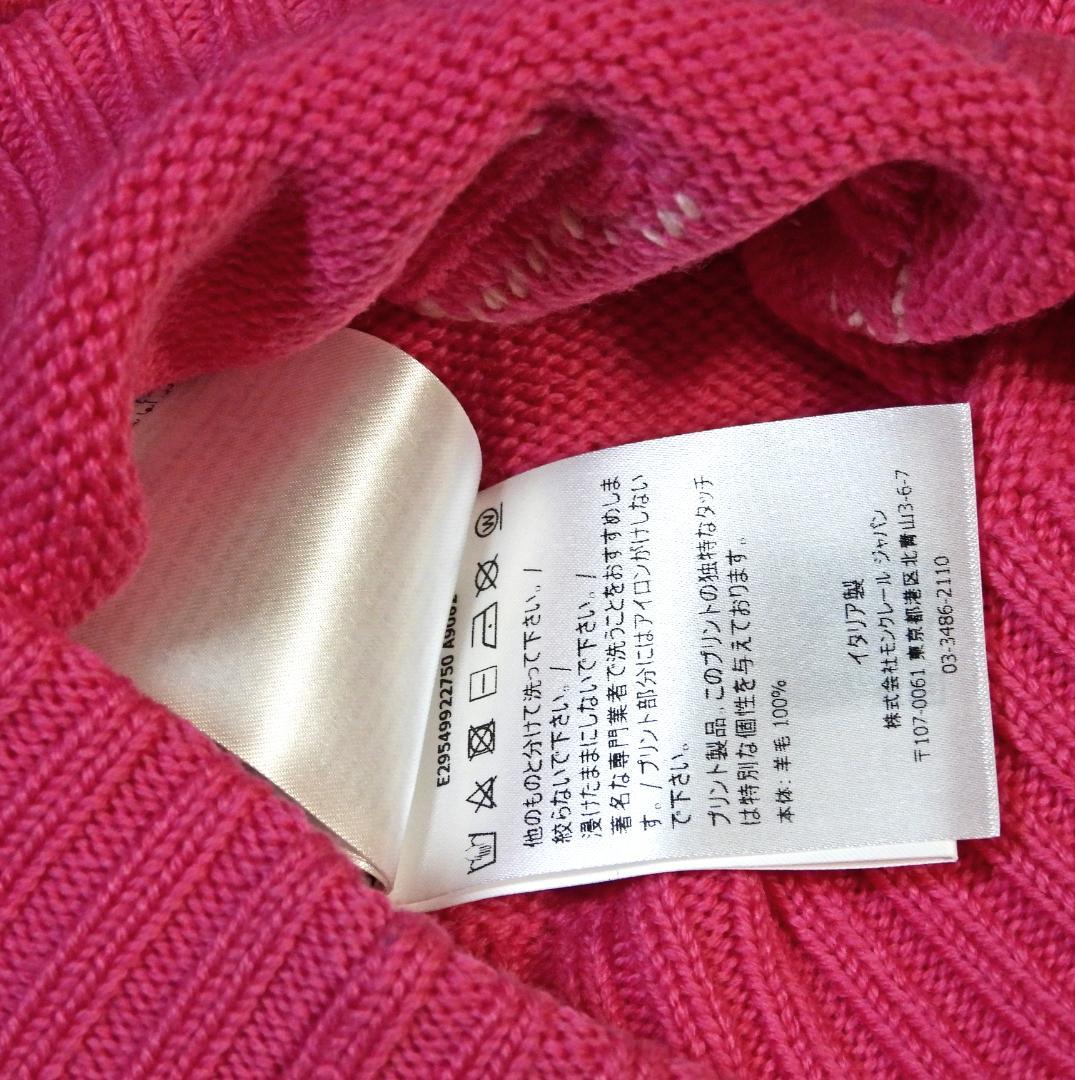 E2954992275​0
他のものと分けて洗って下さい。/
絞らないで下さい。/
浸けたままにしないで下さい。/
著名な専門業者で洗うことをおすすめしま
す。/プリント部分にはアイロンがけしない
で下さい。
プリント製品、このプリントの独特なタッチ
は特別な個性を与えております。
本体: 羊毛 100%
イタリア製
株式会社モンクレール ジャパン
〒107-0061 東京都港区北青山3-6-7
03-3486-2110